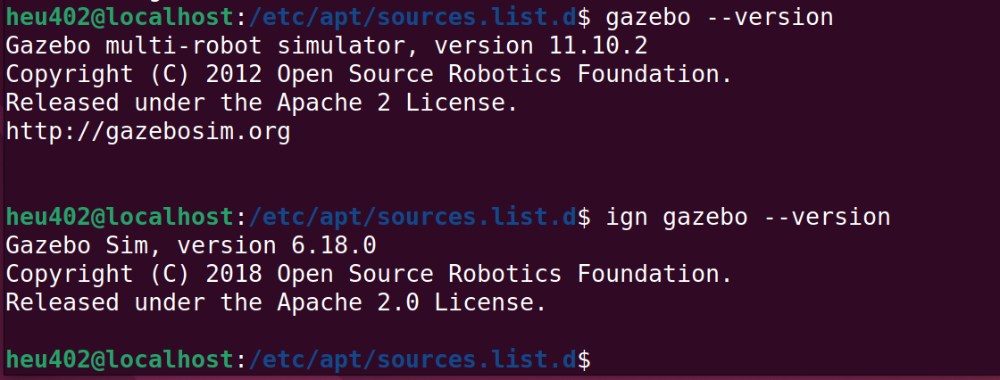 heu402@localhost:/etc/apt/sources.list.d$ gazebo --version
Gazebo multi-robot simulator, version 11.10.2
Copyright (C) 2012 Open Source Robotics Foundation.
Released under the Apache 2 License.
http://gazebosim.org
heu402@localhost:/etc/apt/sources.list.d$ ign gazebo --version
Gazebo Sim, version 6.18.0
Copyright (C) 2018 Open Source Robotics Foundation.
Released under the Apache 2.0 License.
heu402@localhost:/etc/apt/sources.list.d$